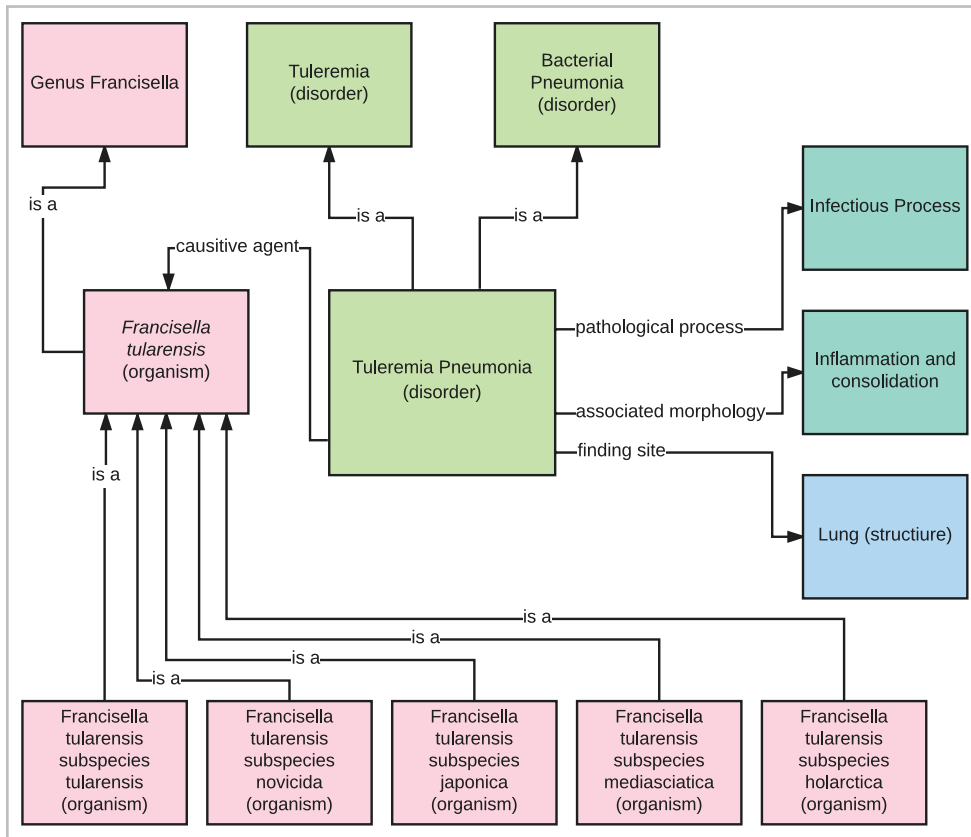 Genus Francisella
Tuleremia
(disorder)
Bacterial
Pneumonia
(disorder)
is a
is a
is a
causitive agent
Infectious Process
Francisella
tularensis
(organism)
Tuleremia Pneumonia
(disorder)
pathological process
Inflammation and
consolidation
associated morphology
finding site
is a
Lung (structiure)
is a
is a
is a
is a
Francisella
tularensis
subspecies
tularensis
(organism)
Francisella
tularensis
subspecies
novicida
(organism)
Francisella
tularensis
subspecies
japonica
(organism)
Francisella
tularensis
subspecies
mediasciatica
(organism)
Francisella
tularensis
subspecies
holarctica
(organism)